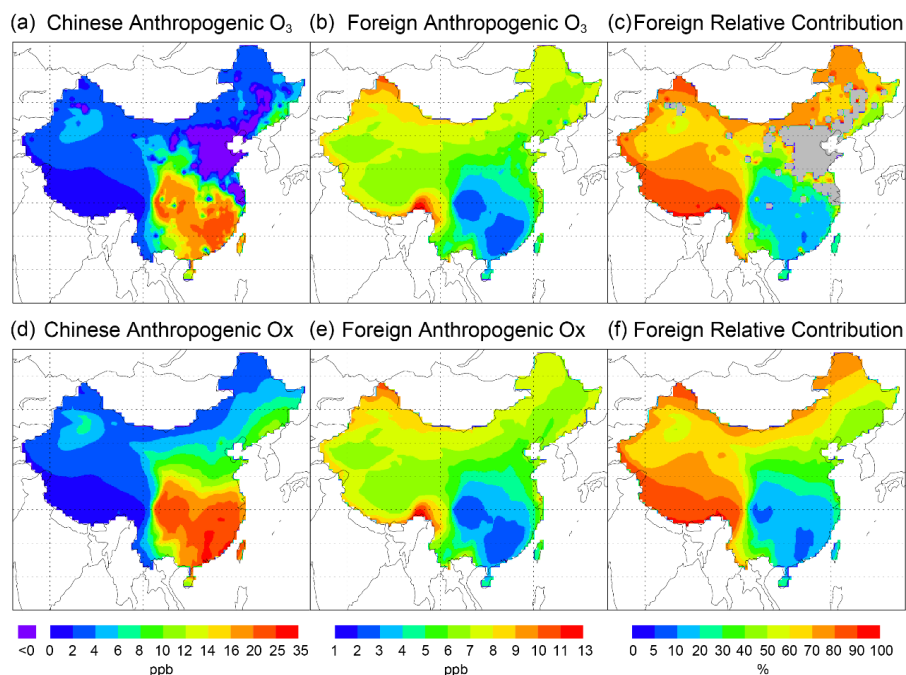 (a) Chinese Anthropogenic O₃
(b) Foreign Anthropogenic O₃
(c) Foreign Relative Contribution
(d) Chinese Anthropogenic Ox
(e) Foreign Anthropogenic Ox
(f) Foreign Relative Contribution
<0 0 2 4 6 8 10 12 14 16 20 25 35
ppb
1 2 3 4 5 6 7 8 9 10 11 13
ppb
0 5 10 20 30 40 50 60 70 80 90 100
%